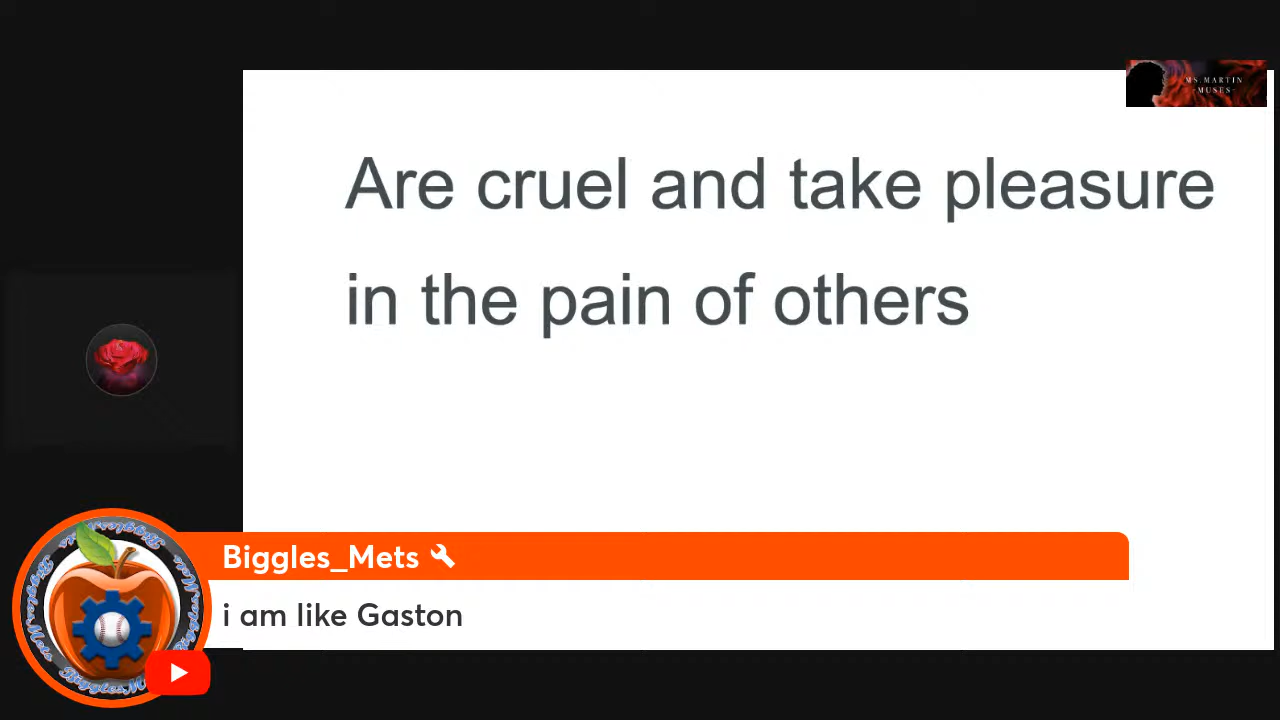 MS. MARTIN
-MUSES-
Are cruel and take pleasure
in the pain of others
Biggles_Mets
i am like Gaston